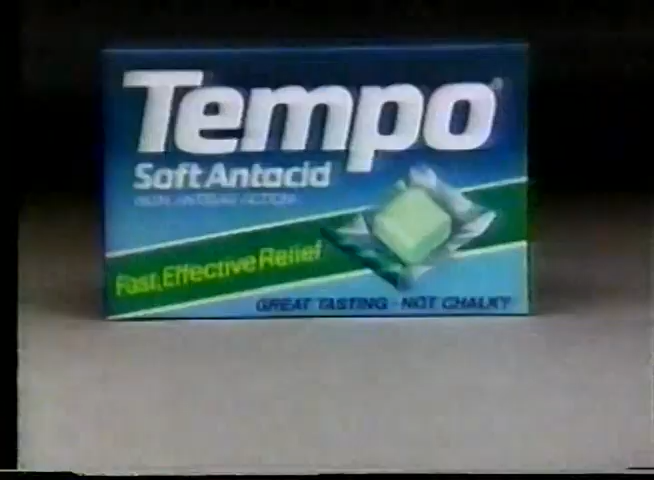 Tempo®
Soft Antacid
Fast, Effective Relief
GREAT TASTING - NOT CHALKY